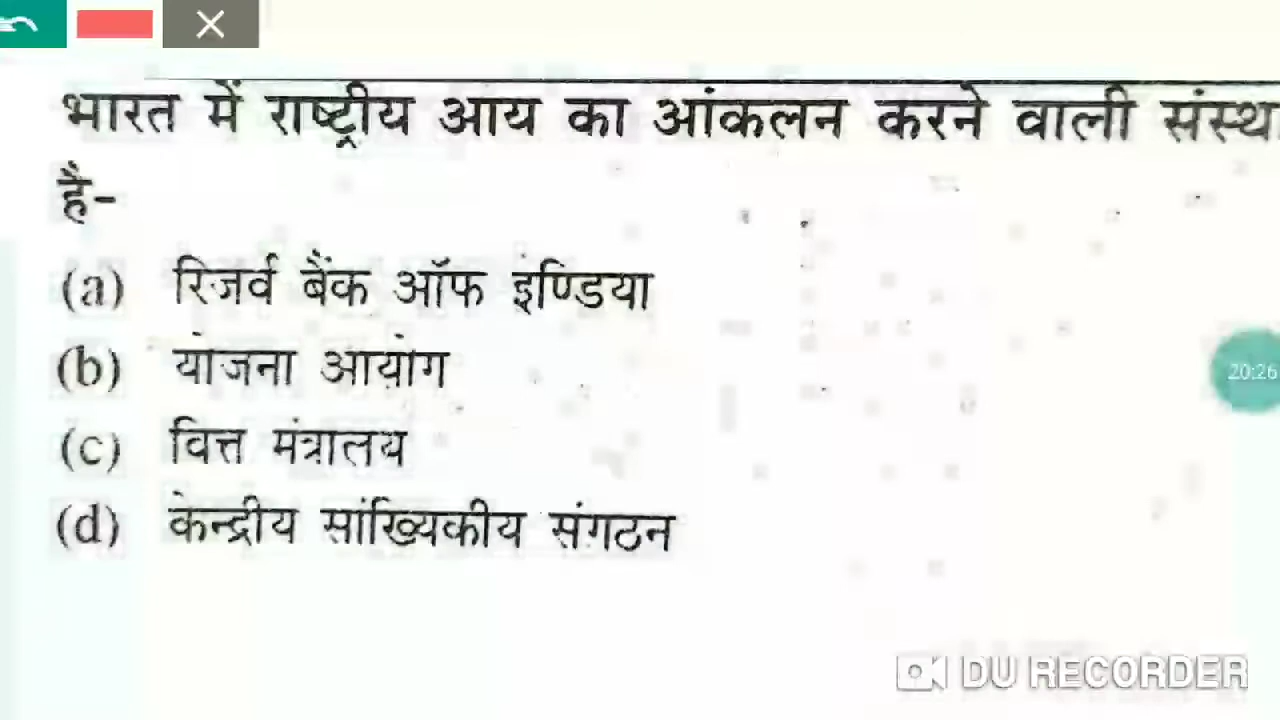 भारत में राष्ट्रीय आय का आंकलन करने वाली संस्था
है-
(a) रिजर्व बैंक ऑफ इण्डिया
(b) योजना आयोग
(c) वित्त मंत्रालय
(d) केन्द्रीय सांख्यिकीय संगठन
20:26
DU RECORDER